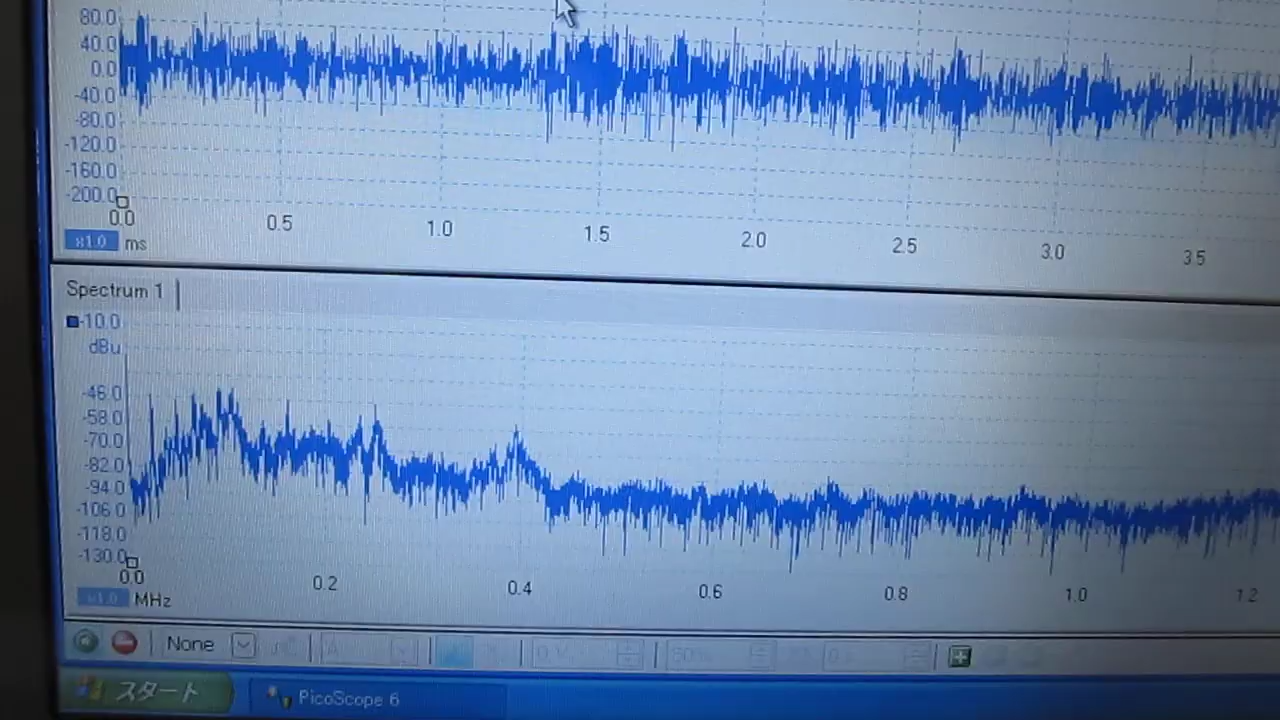 80.0
40.0
0.0
-40.0
-80.0
-120.0
-160.0
-200.0
0.0 0.5 1.0 1.5 2.0 2.5 3.0 3.5
x1.0 ms
Spectrum 1
-10.0
dBu
-46.0
-58.0
-70.0
-82.0
-94.0
-106.0
-118.0
-130.0
0.0 0.2 0.4 0.6 0.8 1.0 1.2
x1.0 MHz
None A 0 V 50% 0 s
スタート PicoScope 6